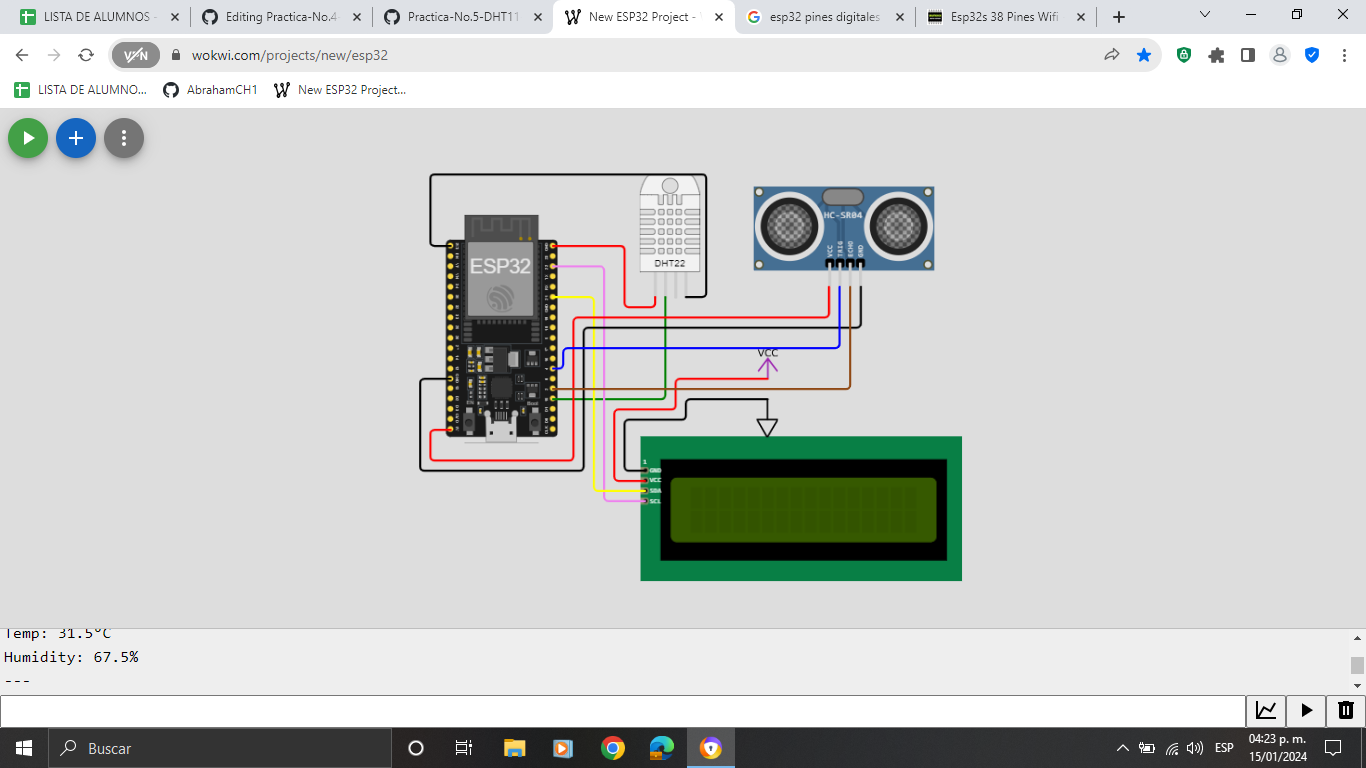 LISTA DE ALUMNOS -
Editing Practica-No.4-
Practica-No.5-DHT11
New ESP32 Project -
esp32 pines digitales
Esp32s 38 Pines Wifi
VPN
wokwi.com/projects/new/esp32
LISTA DE ALUMNO...
AbrahamCH1
New ESP32 Project...
ESP32
DHT22
HC-SR04
VCC
TRIG
ECHO
GND
VCC
1
GND
VCC
SDA
SCL
Temp: 31.5°C
Humidity: 67.5%
---
Buscar
ESP
04:23 p. m.
15/01/2024